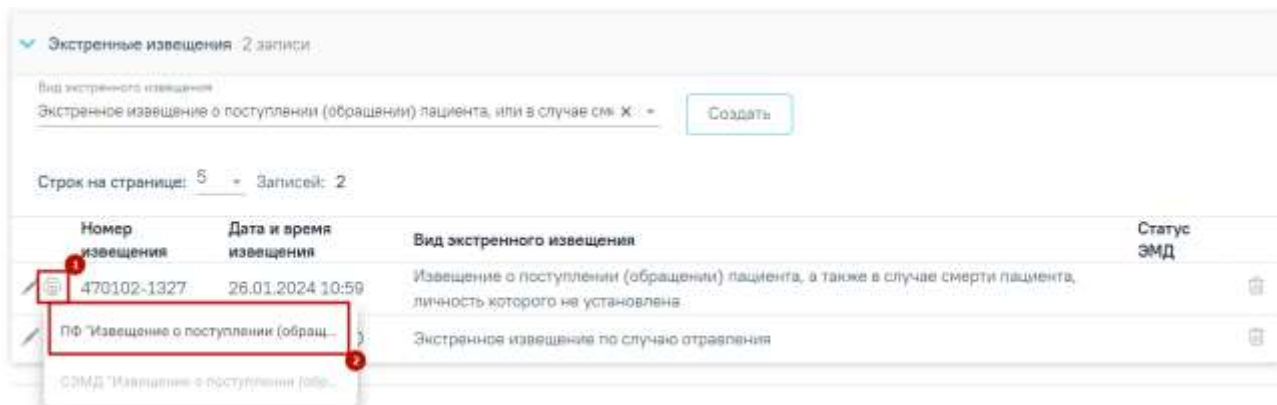 Экстренные извещения 2 записи
Вид экстренного извещения
Экстренное извещение о поступлении (обращении) пациента, или в случае сме
Создать
Строк на странице: 5 Записей: 2
Номер извещения Дата и время извещения Вид экстренного извещения Статус ЭМД
1
470102-1327 26.01.2024 10:59 Извещение о поступлении (обращении) пациента, а также в случае смерти пациента,
личность которого не установлена
ПФ "Извещение о поступлении (обращ...
0 Экстренное извещение по случаю отравления
2
СЭМД "Извещение о поступлении (обр...